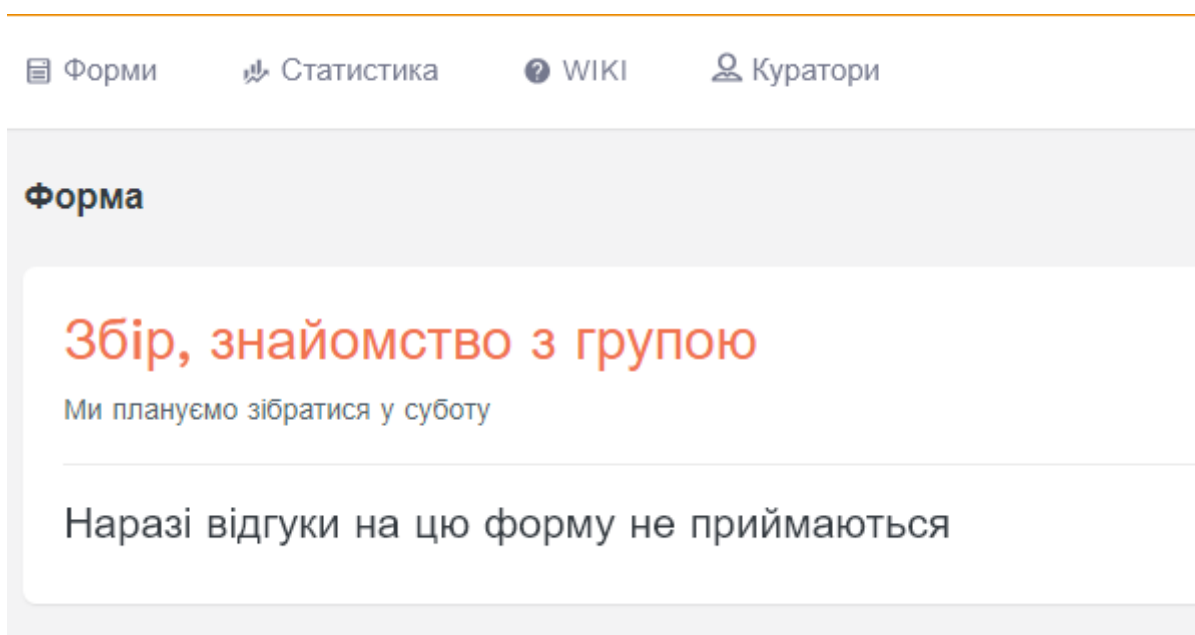 Форми Статистика WIKI Куратори
Форма
Збір, знайомство з групою
Ми плануємо зібратися у суботу
Наразі відгуки на цю форму не приймаються